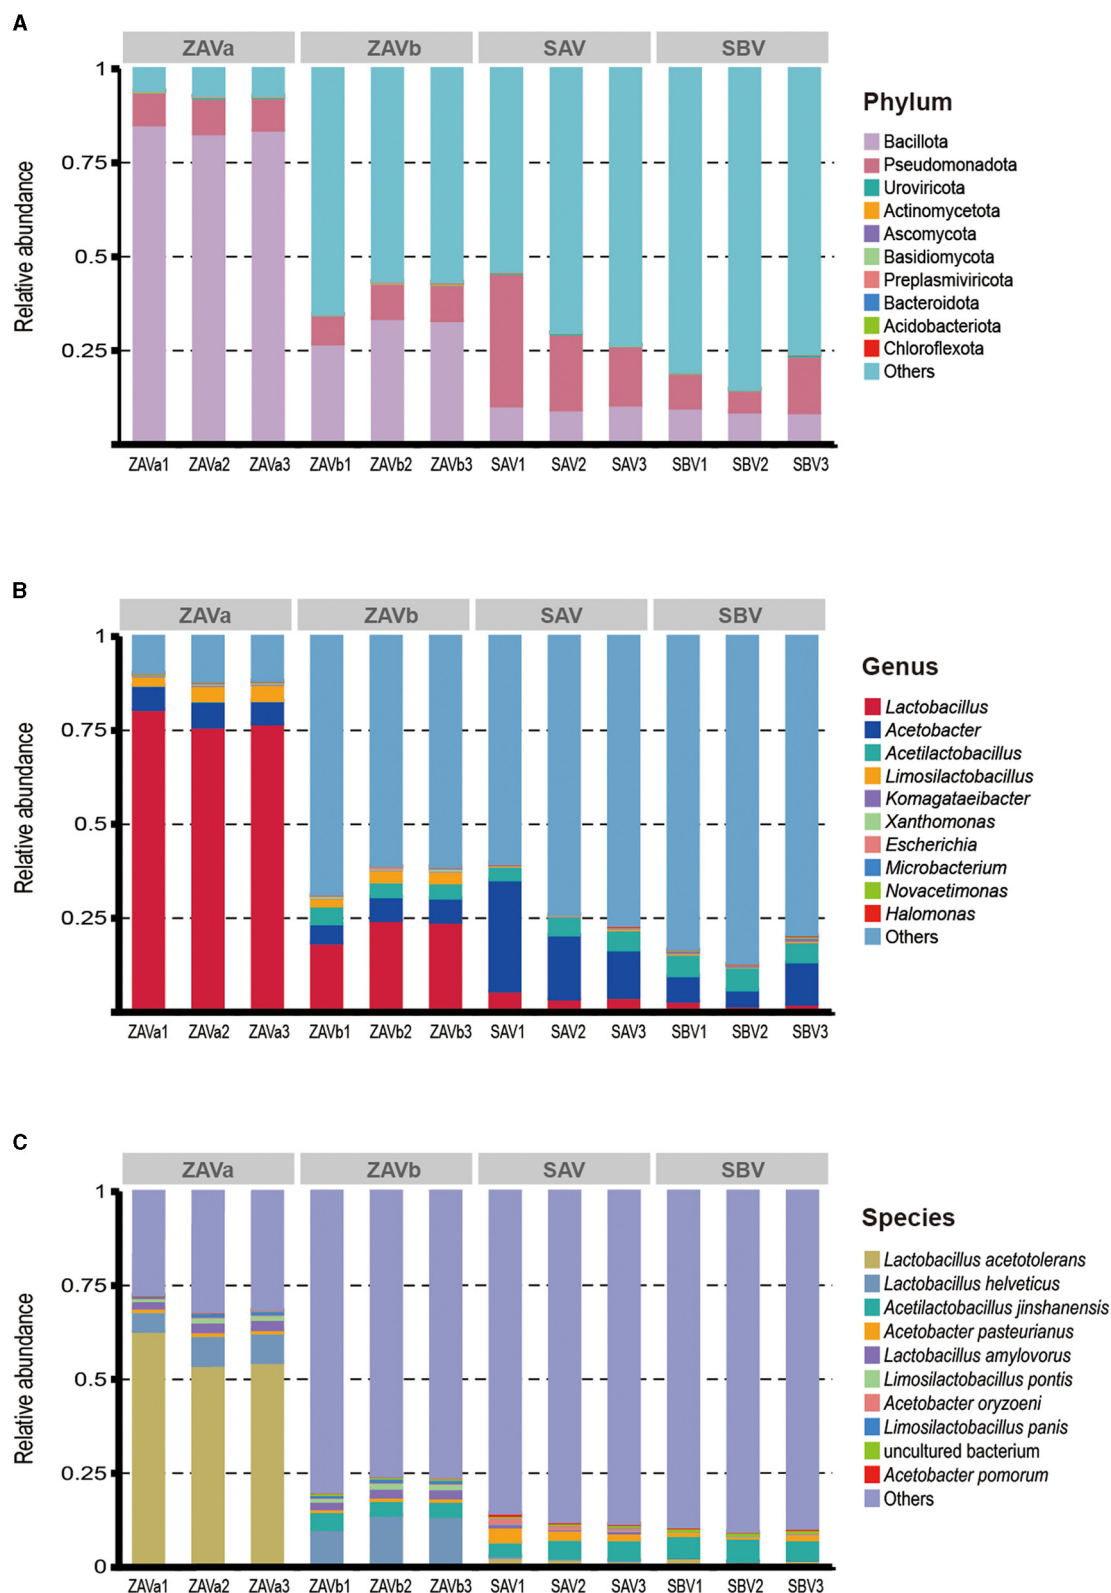 A
ZAVa ZAVb SAV SBV
1
0.75
0.5
0.25
Relative abundance
ZAVa1 ZAVa2 ZAVa3 ZAVb1 ZAVb2 ZAVb3 SAV1 SAV2 SAV3 SBV1 SBV2 SBV3
Phylum
Bacillota
Pseudomonadota
Uroviricota
Actinomycetota
Ascomycota
Basidiomycota
Preplasmiviricota
Bacteroidota
Acidobacteriota
Chloroflexota
Others
B
ZAVa ZAVb SAV SBV
1
0.75
0.5
0.25
Relative abundance
ZAVa1 ZAVa2 ZAVa3 ZAVb1 ZAVb2 ZAVb3 SAV1 SAV2 SAV3 SBV1 SBV2 SBV3
Genus
Lactobacillus
Acetobacter
Acetilactobacillus
Limosilactobacillus
Komagataeibacter
Xanthomonas
Escherichia
Microbacterium
Novacetimonas
Halomonas
Others
C
ZAVa ZAVb SAV SBV
1
0.75
0.5
0.25
0
Relative abundance
ZAVa1 ZAVa2 ZAVa3 ZAVb1 ZAVb2 ZAVb3 SAV1 SAV2 SAV3 SBV1 SBV2 SBV3
Species
Lactobacillus acetotolerans
Lactobacillus helveticus
Acetilactobacillus jinshanensis
Acetobacter pasteurianus
Lactobacillus amylovorus
Limosilactobacillus pontis
Acetobacter oryzoeni
Limosilactobacillus panis
uncultured bacterium
Acetobacter pomorum
Others